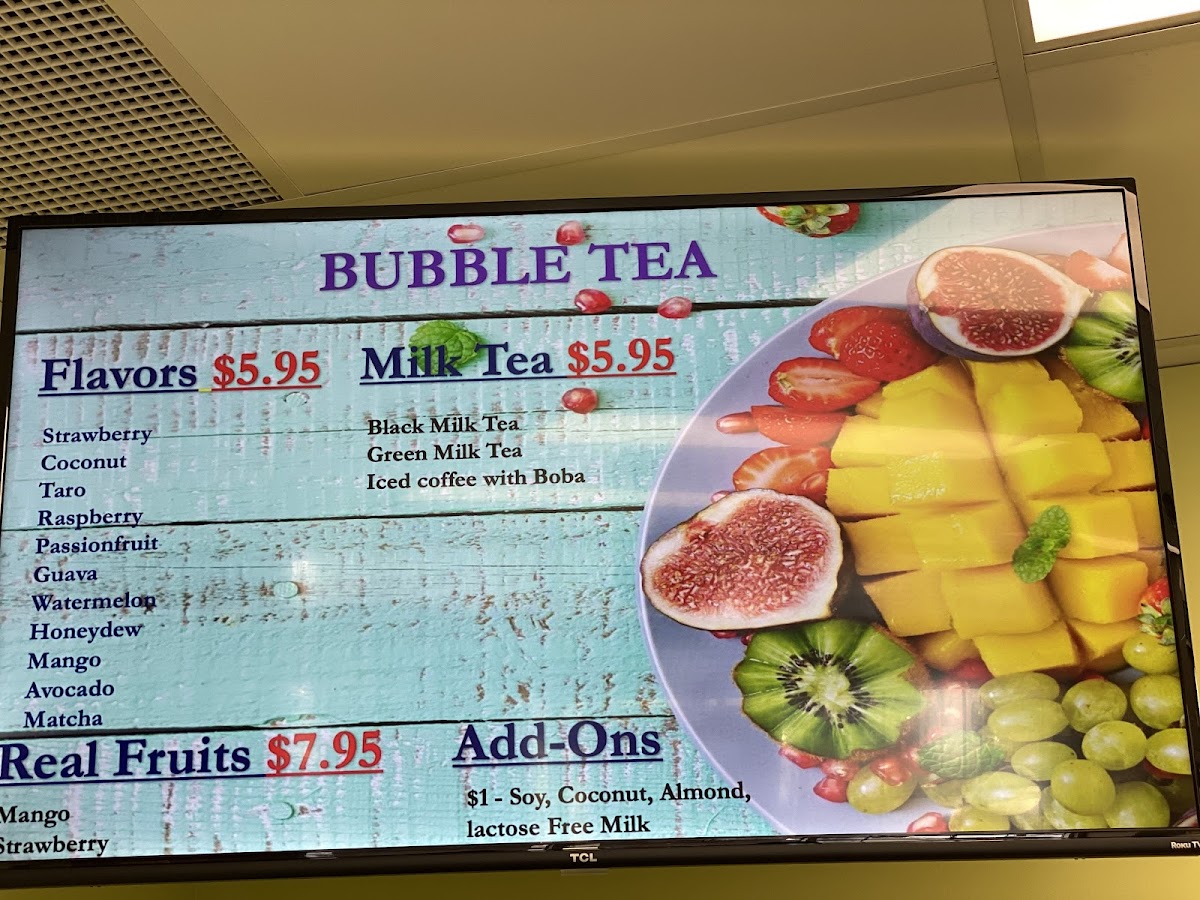 BUBBLE TEA
Flavors $5.95
Strawberry
Coconut
Taro
Raspberry
Passionfruit
Guava
Watermelon
Honeydew
Mango
Avocado
Matcha
Milk Tea $5.95
Black Milk Tea
Green Milk Tea
Iced coffee with Boba
Real Fruits $7.95
Mango
Strawberry
Add-Ons
$1 - Soy, Coconut, Almond,
lactose Free Milk
TCL
Roku TV